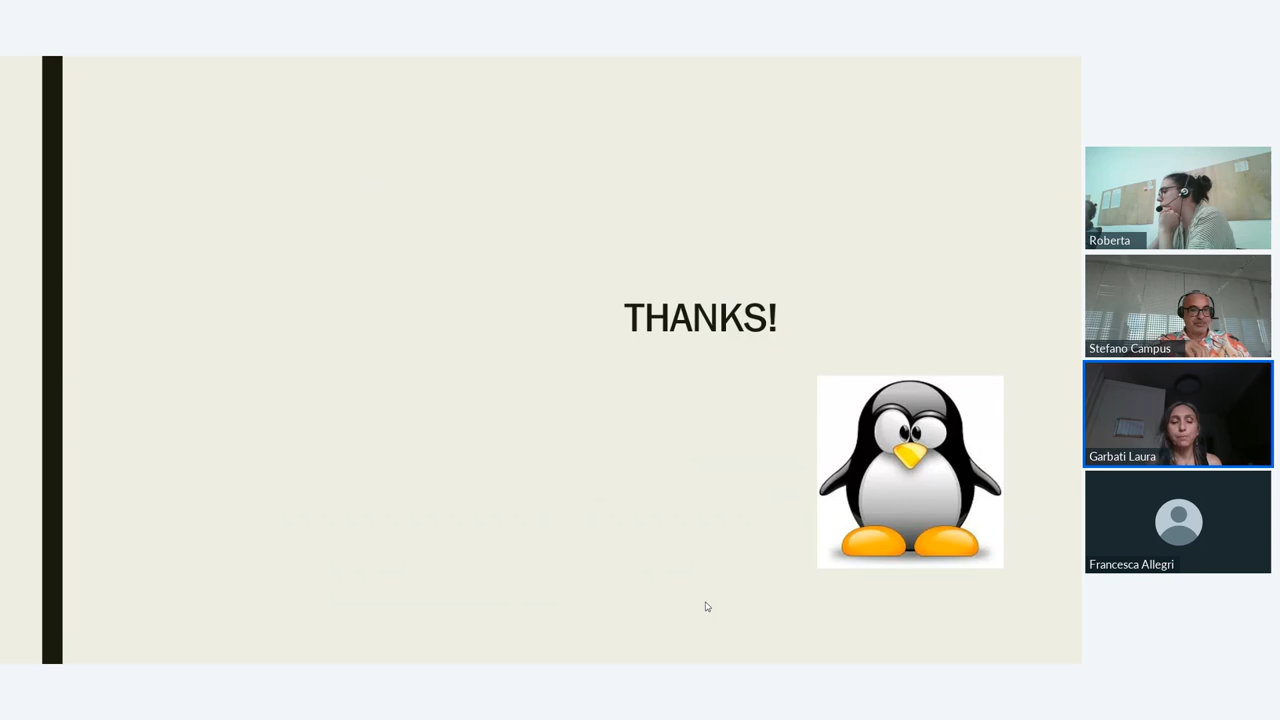 THANKS!
Roberta
Stefano Campus
Garbati Laura
Francesca Allegri